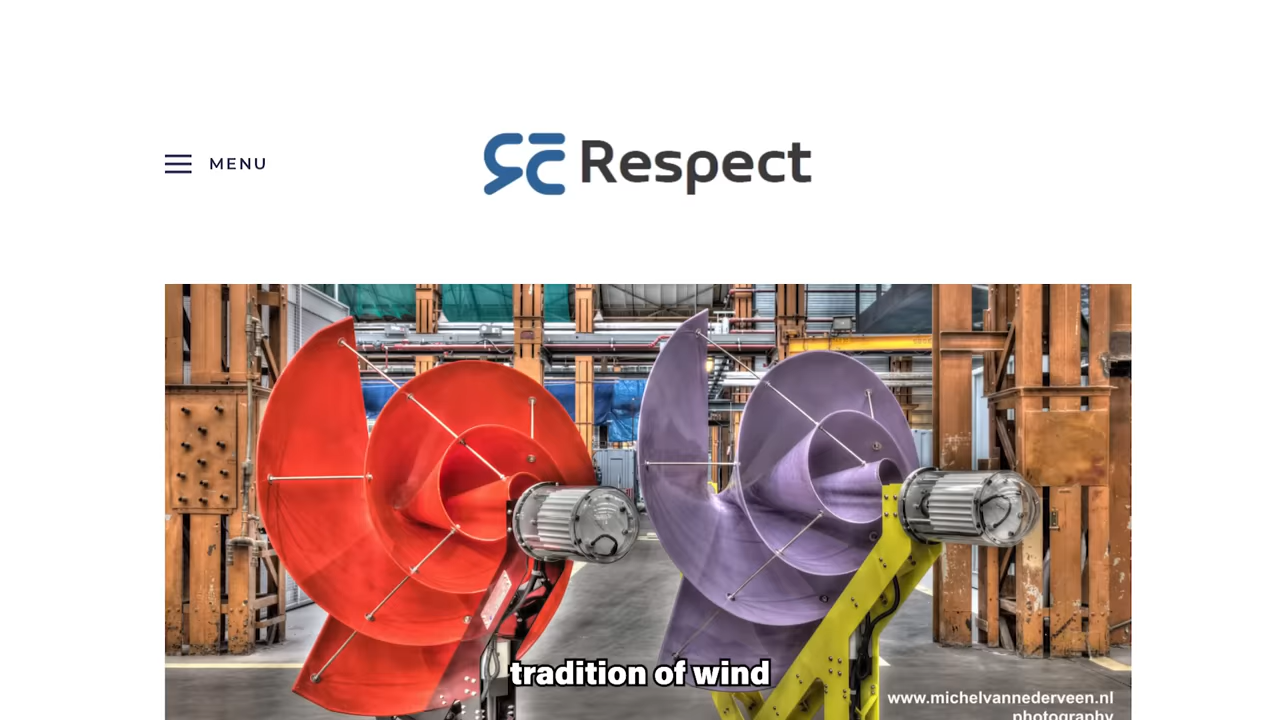 MENU
Respect
tradition of wind
www.michelvannederveen.nl
photography